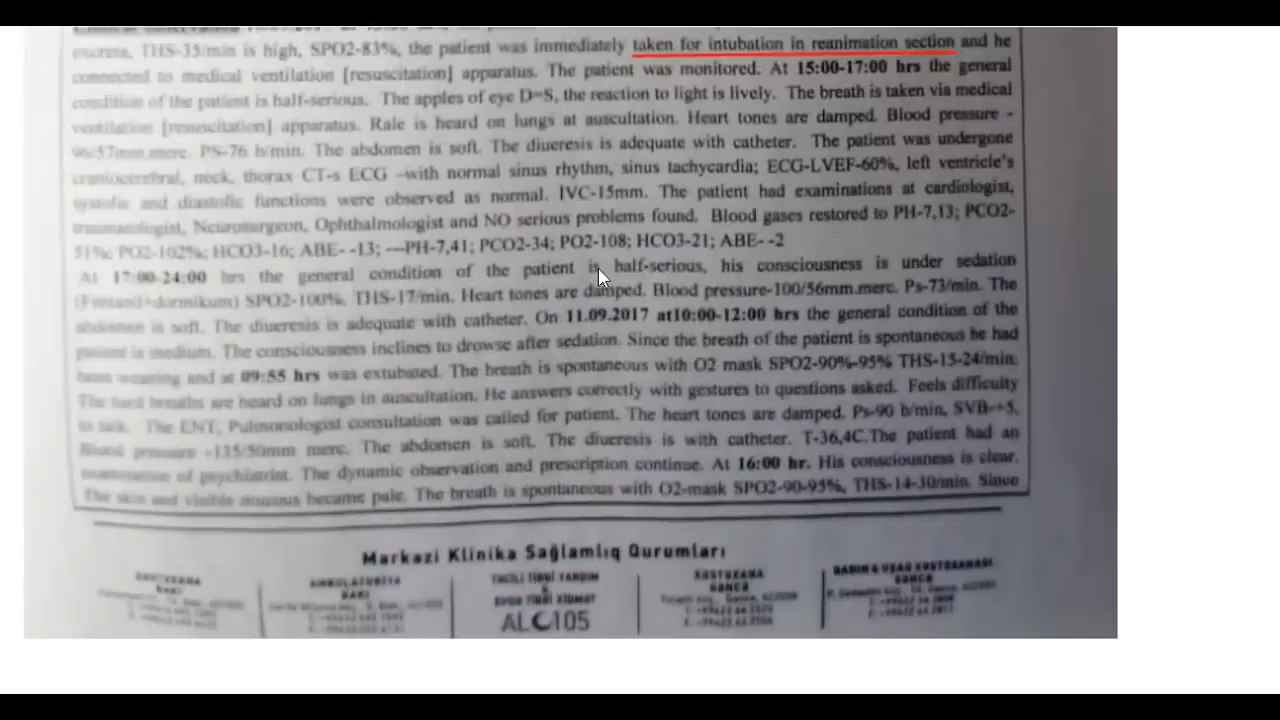 excreta, THS-35/min is high, SPO2-83%, the patient was immediately taken for intubation in reanimation section and he
connected to medical ventilation [resuscitation] apparatus. The patient was monitored. At 15:00-17:00 hrs the general
condition of the patient is half-serious. The apples of eye D=S, the reaction to light is lively. The breath is taken via medical
ventilation [resuscitation] apparatus. Rale is heard on lungs at auscultation. Heart tones are damped. Blood pressure -
96/57mm.merc. PS-76 b/min. The abdomen is soft. The diueresis is adequate with catheter. The patient was undergone
craniocerebral, neck, thorax CT-s ECG –with normal sinus rhythm, sinus tachycardia; ECG-LVEF-60%, left ventricle's
systolic and diastolic functions were observed as normal. IVC-15mm. The patient had examinations at cardiologist,
traumatologist, Neurosurgeon, Ophthalmologist and NO serious problems found. Blood gases restored to PH-7,13; PCO2-
51%; PO2-102%; HCO3-16; ABE- -13; ---PH-7,41; PCO2-34; PO2-108; HCO3-21; ABE- -2
At 17:00-24:00 hrs the general condition of the patient is half-serious, his consciousness is under sedation
(Fentanil+dormikum) SPO2-100%. THS-17/min. Heart tones are damped. Blood pressure-100/56mm.merc. Ps-73/min. The
abdomen is soft. The diueresis is adequate with catheter. On 11.09.2017 at10:00-12:00 hrs the general condition of the
patient is medium. The consciousness inclines to drowse after sedation. Since the breath of the patient is spontaneous he had
been weaning and at 09:55 hrs was extubated. The breath is spontaneous with O2 mask SPO2-90%-95% THS-15-24/min.
The hard breaths are heard on lungs in auscultation. He answers correctly with gestures to questions asked. Feels difficulty
to talk. The ENT, Pulmonologist consultation was called for patient. The heart tones are damped. Ps-90 b/min, SVB-+5,
Blood pressure -135/50mm merc. The abdomen is soft. The diueresis is with catheter. T-36,4C.The patient had an
examination of psychiatrist. The dynamic observation and prescription continue. At 16:00 hr. His consciousness is clear.
The skin and visible mucous became pale. The breath is spontaneous with O2-mask SPO2-90-95%, THS-14-30/min. Since
Mərkəzi Klinika Sağlamlıq Qurumları
XƏSTƏXANA
BAKI
AMBULATORİYA
BAKI
TƏCİLİ TİBBİ YARDIM
&
EVDƏ TİBBİ XİDMƏT
AL 105
XƏSTƏXANA
GƏNCƏ
QADIN & UŞAQ XƏSTƏXANASI
GƏNCƏ